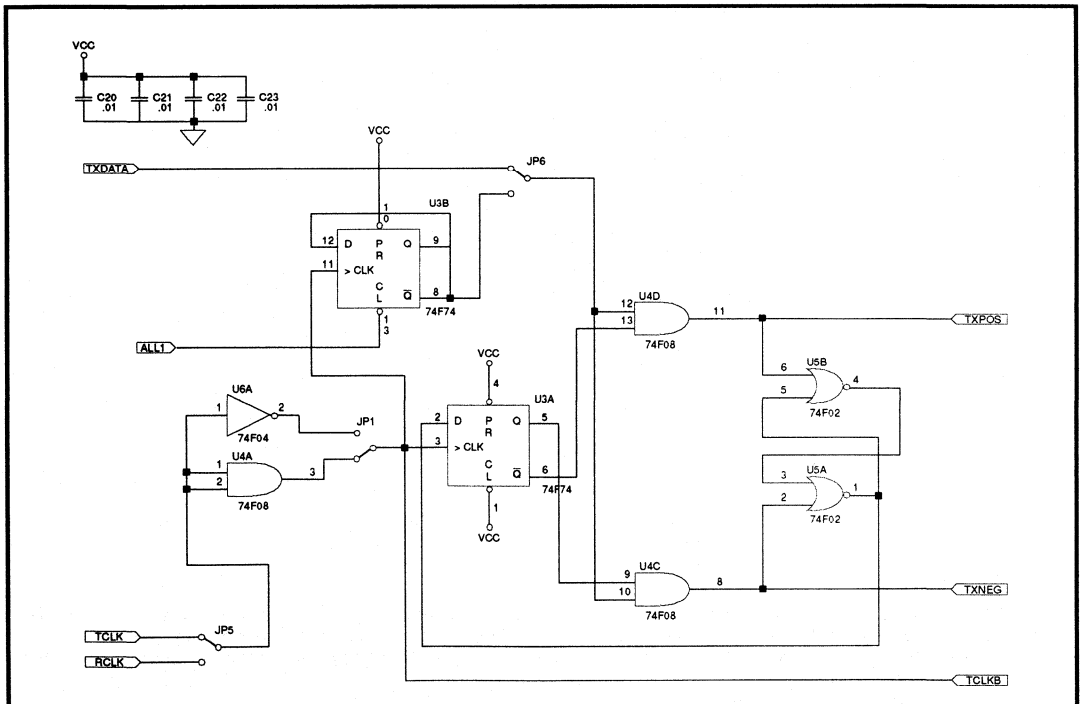 VCC
C20 .01
C21 .01
C22 .01
C23 .01
VCC
TXDATA
JP6
U3B
1
0
12 D P R Q 9
11 > CLK
C L Q 8
74F74
1
3
ALL1
U4D
12
13
11
TXPOS
74F08
VCC
4
U3A
U5B
6
5
4
74F02
U6A
1
2
74F04
JP1
2 D P R Q 5
3 > CLK
C L Q 6
74F74
1
VCC
U4A
1
2
3
74F08
U5A
3
2
1
74F02
U4C
9
10
8
TXNEG
74F08
TCLK
JP5
RCLK
TCLKB